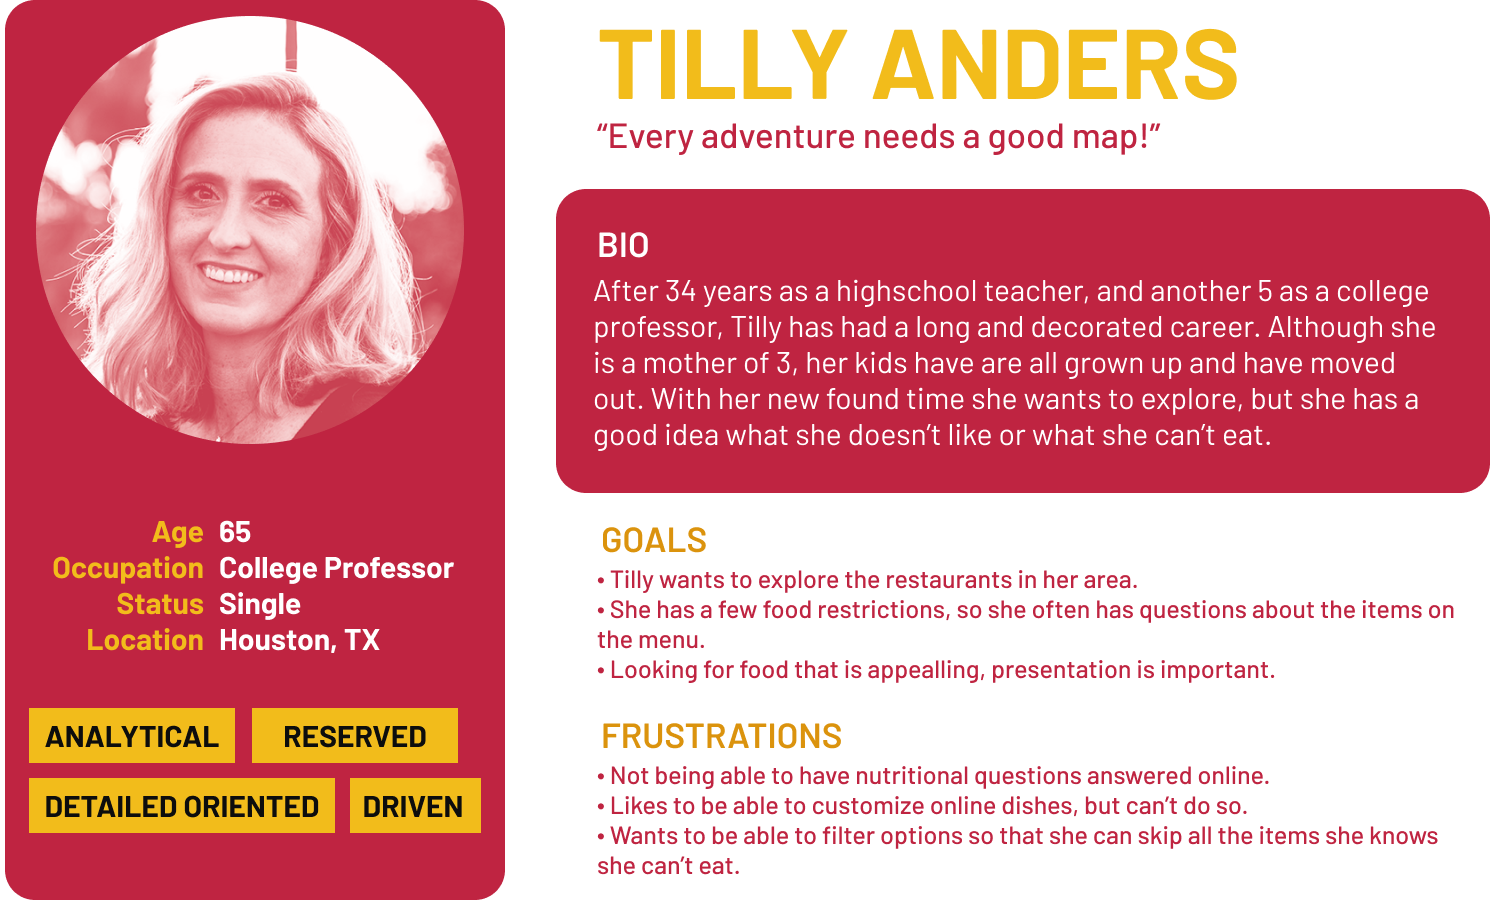 TILLY ANDERS
“Every adventure needs a good map!”
BIO
After 34 years as a highschool teacher, and another 5 as a college
professor, Tilly has had a long and decorated career. Although she
is a mother of 3, her kids have are all grown up and have moved
out. With her new found time she wants to explore, but she has a
good idea what she doesn’t like or what she can’t eat.
Age 65
Occupation College Professor
Status Single
Location Houston, TX
ANALYTICAL RESERVED
DETAILED ORIENTED DRIVEN
GOALS
• Tilly wants to explore the restaurants in her area.
• She has a few food restrictions, so she often has questions about the items on
the menu.
• Looking for food that is appealling, presentation is important.
FRUSTRATIONS
• Not being able to have nutritional questions answered online.
• Likes to be able to customize online dishes, but can’t do so.
• Wants to be able to filter options so that she can skip all the items she knows
she can’t eat.